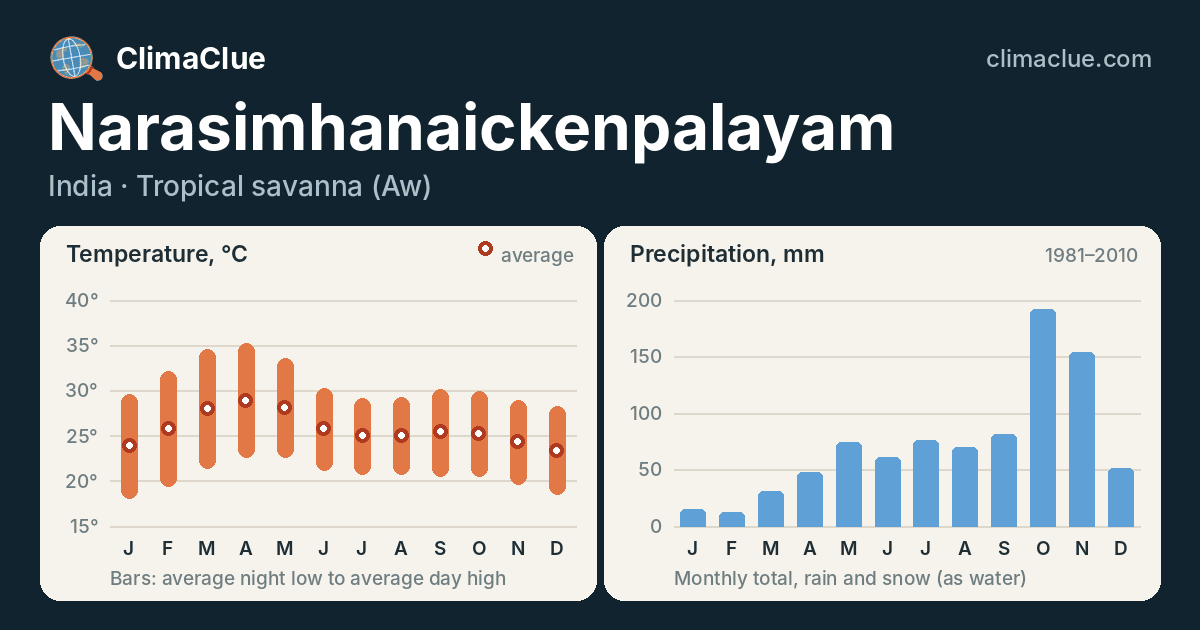 ClimaClue
climaclue.com
Narasimhanaickenpalayam
India · Tropical savanna (Aw)
Temperature, °C
average
40°
35°
30°
25°
20°
15°
J F M A M J J A S O N D
Bars: average night low to average day high
Precipitation, mm
1981–2010
200
150
100
50
0
J F M A M J J A S O N D
Monthly total, rain and snow (as water)